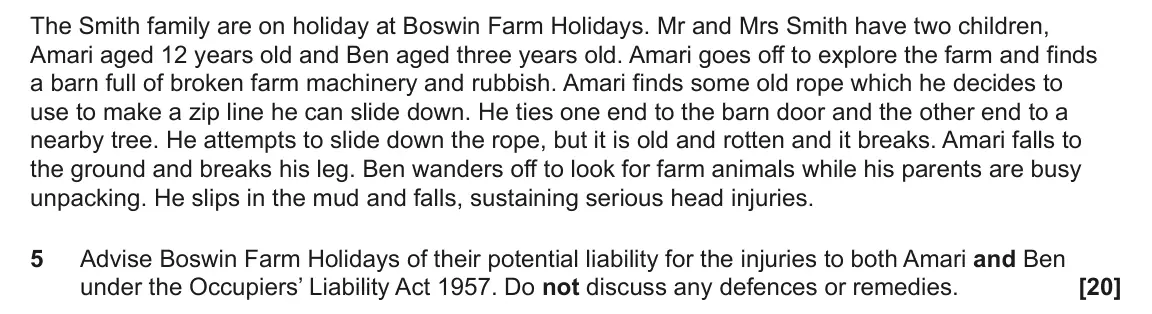 The Smith family are on holiday at Boswin Farm Holidays. Mr and Mrs Smith have two children,
Amari aged 12 years old and Ben aged three years old. Amari goes off to explore the farm and finds
a barn full of broken farm machinery and rubbish. Amari finds some old rope which he decides to
use to make a zip line he can slide down. He ties one end to the barn door and the other end to a
nearby tree. He attempts to slide down the rope, but it is old and rotten and it breaks. Amari falls to
the ground and breaks his leg. Ben wanders off to look for farm animals while his parents are busy
unpacking. He slips in the mud and falls, sustaining serious head injuries.
5 Advise Boswin Farm Holidays of their potential liability for the injuries to both Amari and Ben
under the Occupiers’ Liability Act 1957. Do not discuss any defences or remedies. [20]